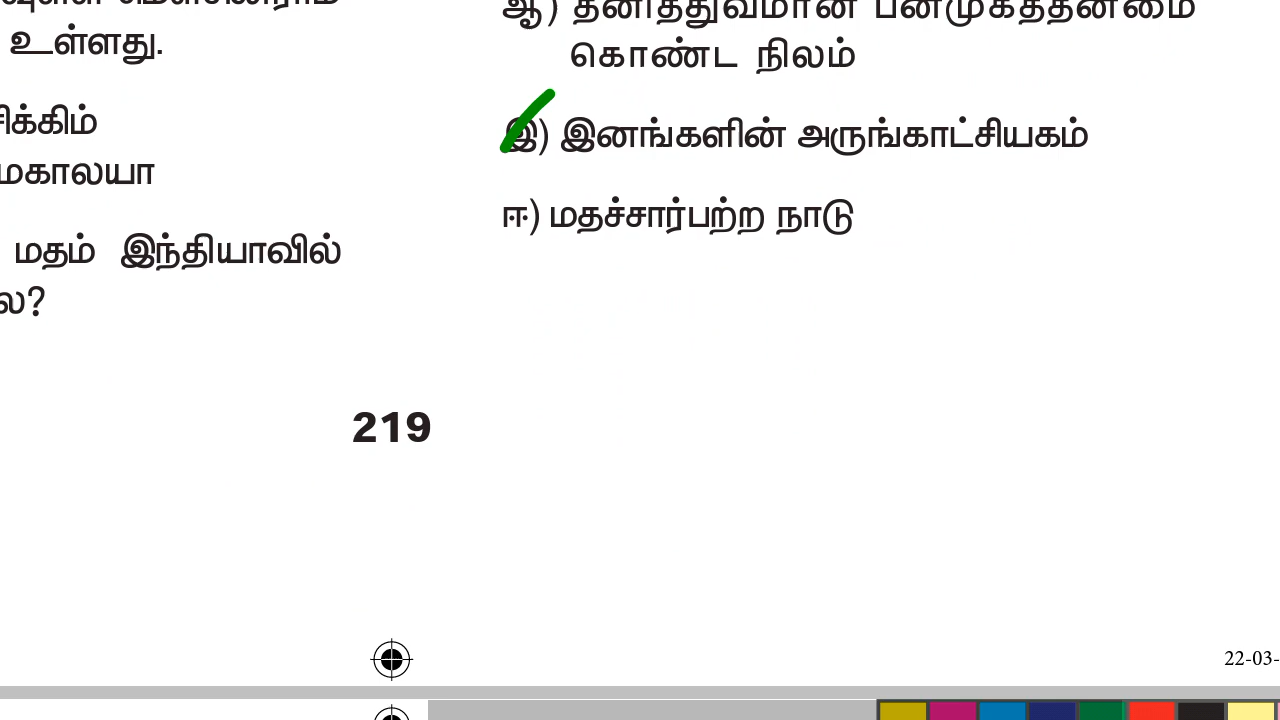 உள்ளது.
சிக்கிம்
மேகாலயா
மதம் இந்தியாவில்
219
ஆ) தனித்துவமான பன்முகத்தன்மை
கொண்ட நிலம்
இ) இனங்களின் அருங்காட்சியகம்
ஈ) மதச்சார்பற்ற நாடு
22-03-